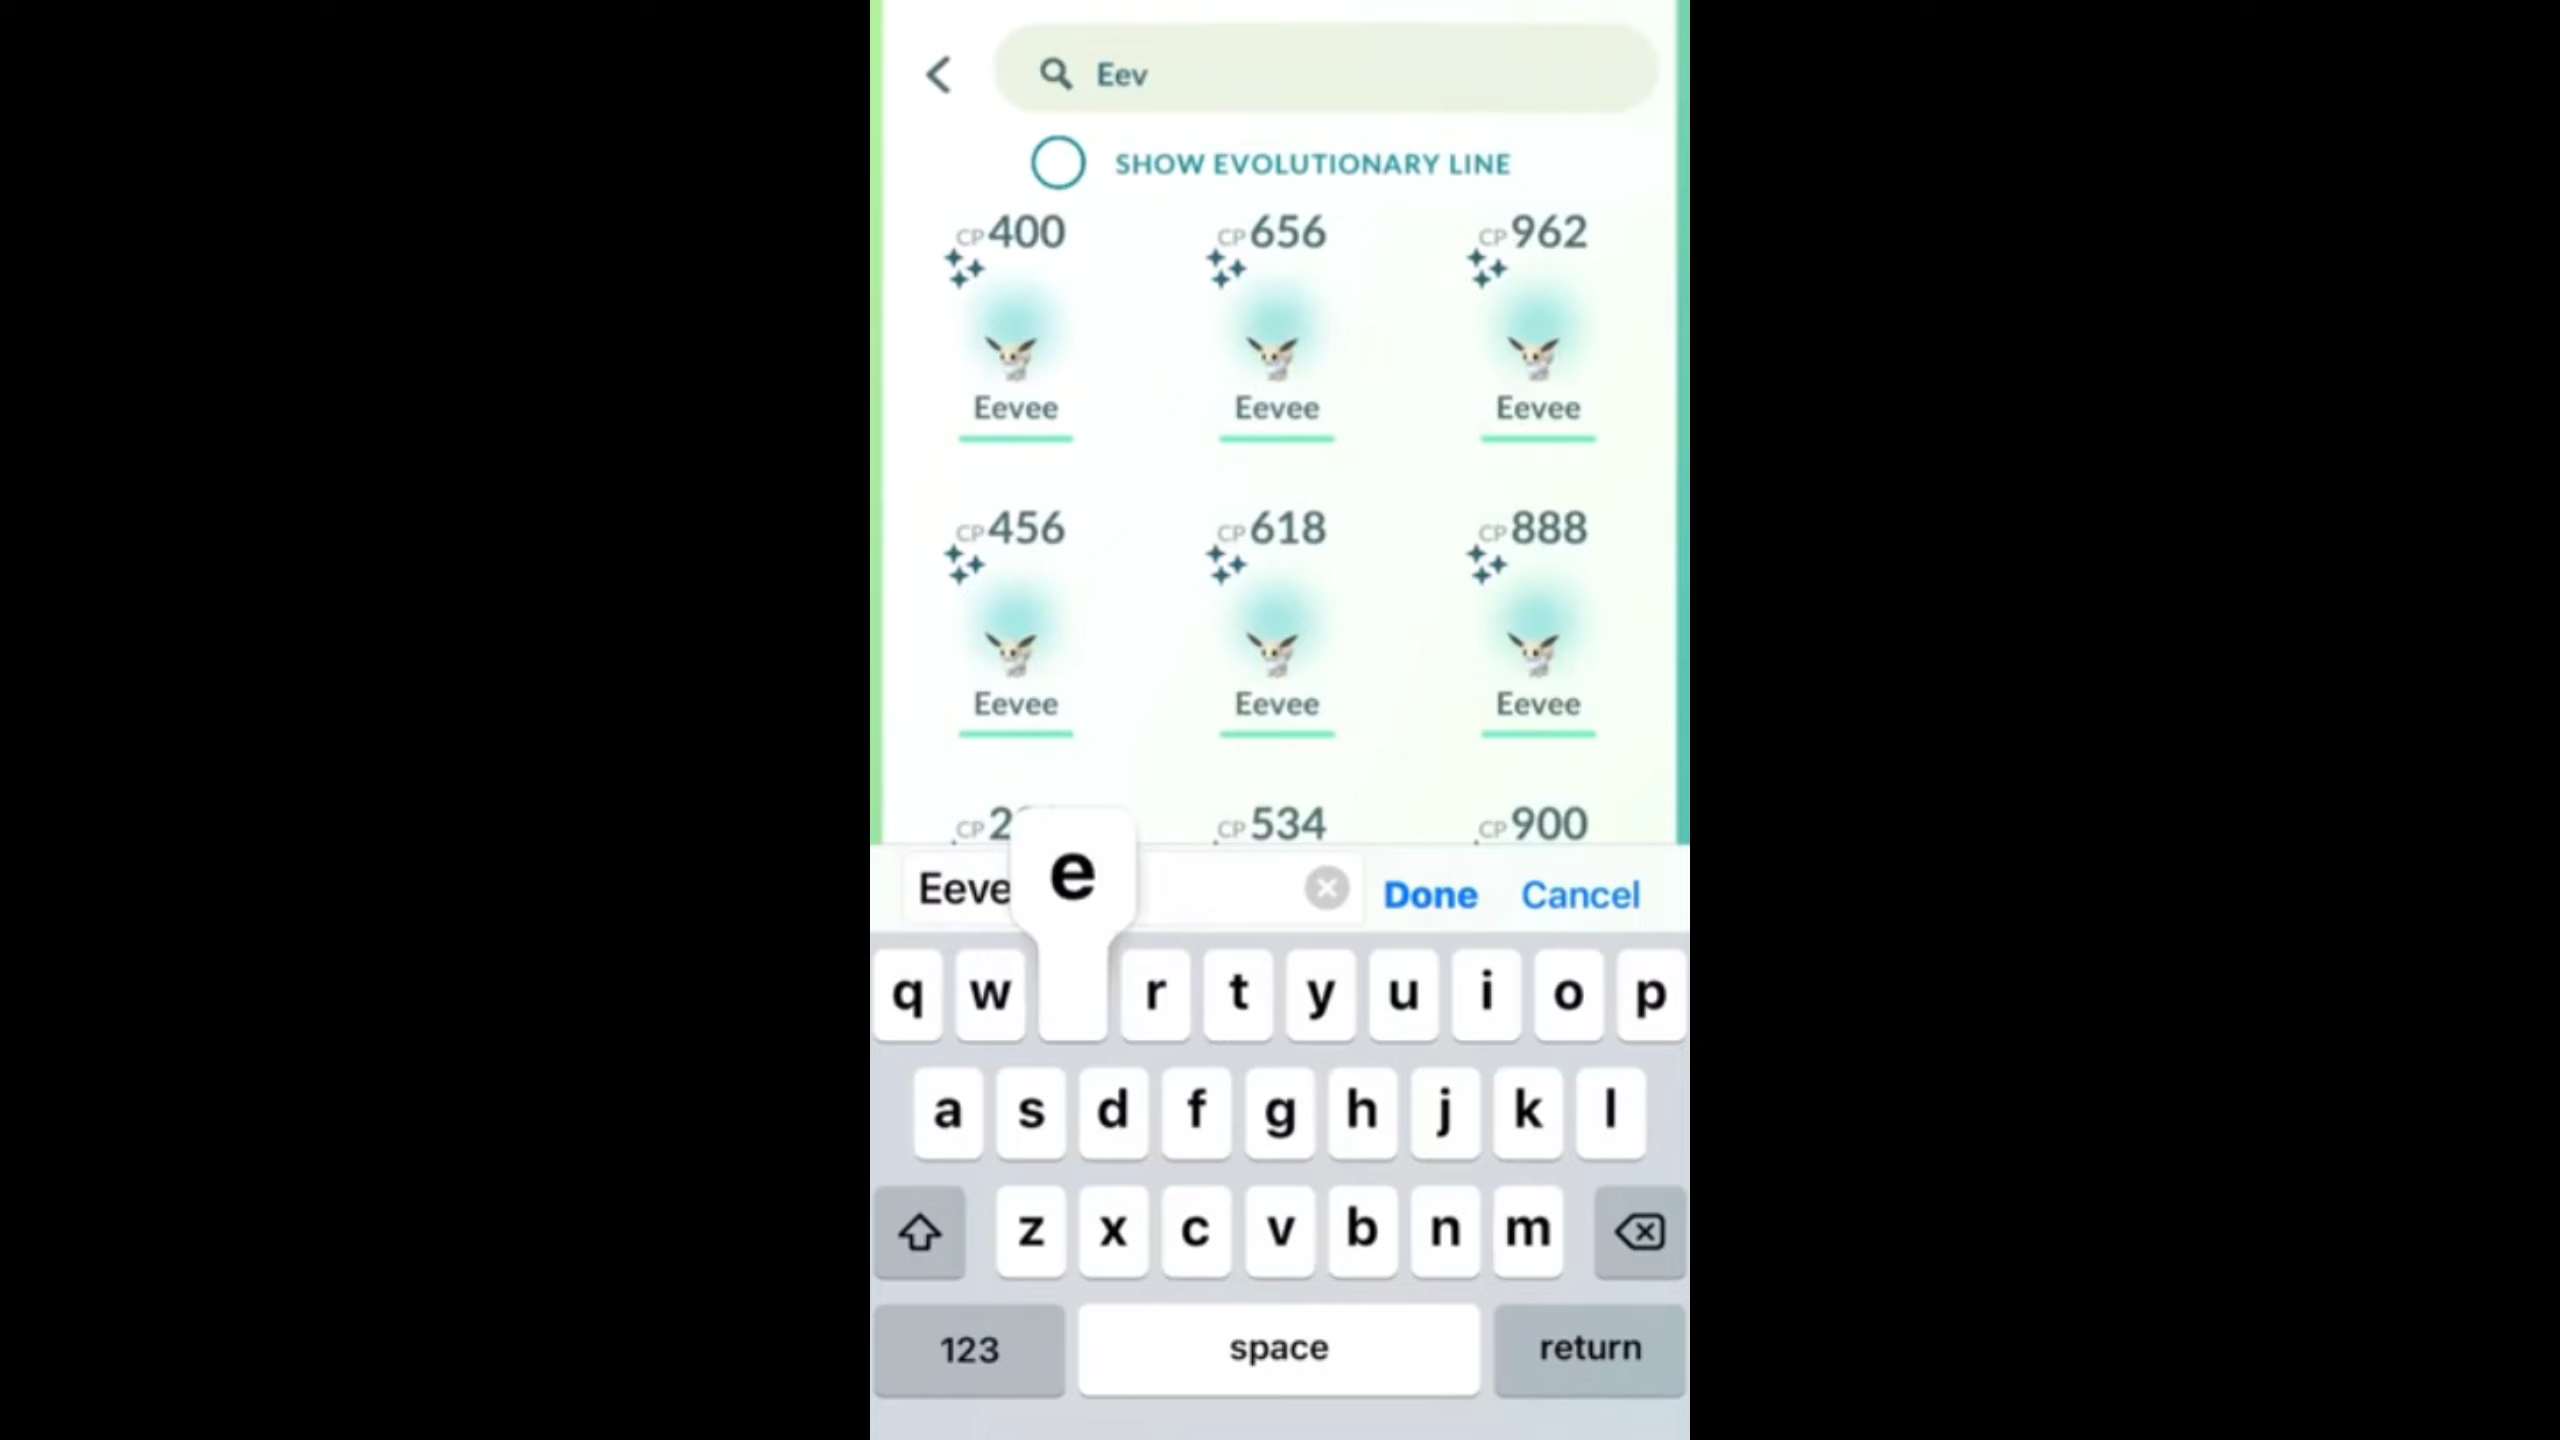 Eev
SHOW EVOLUTIONARY LINE
CP400 CP656 CP962
Eevee Eevee Eevee
CP456 CP618 CP888
Eevee Eevee Eevee
CP2 CP534 CP900
Eeve e Done Cancel
q w r t y u i o p
a s d f g h j k l
z x c v b n m
123 space return